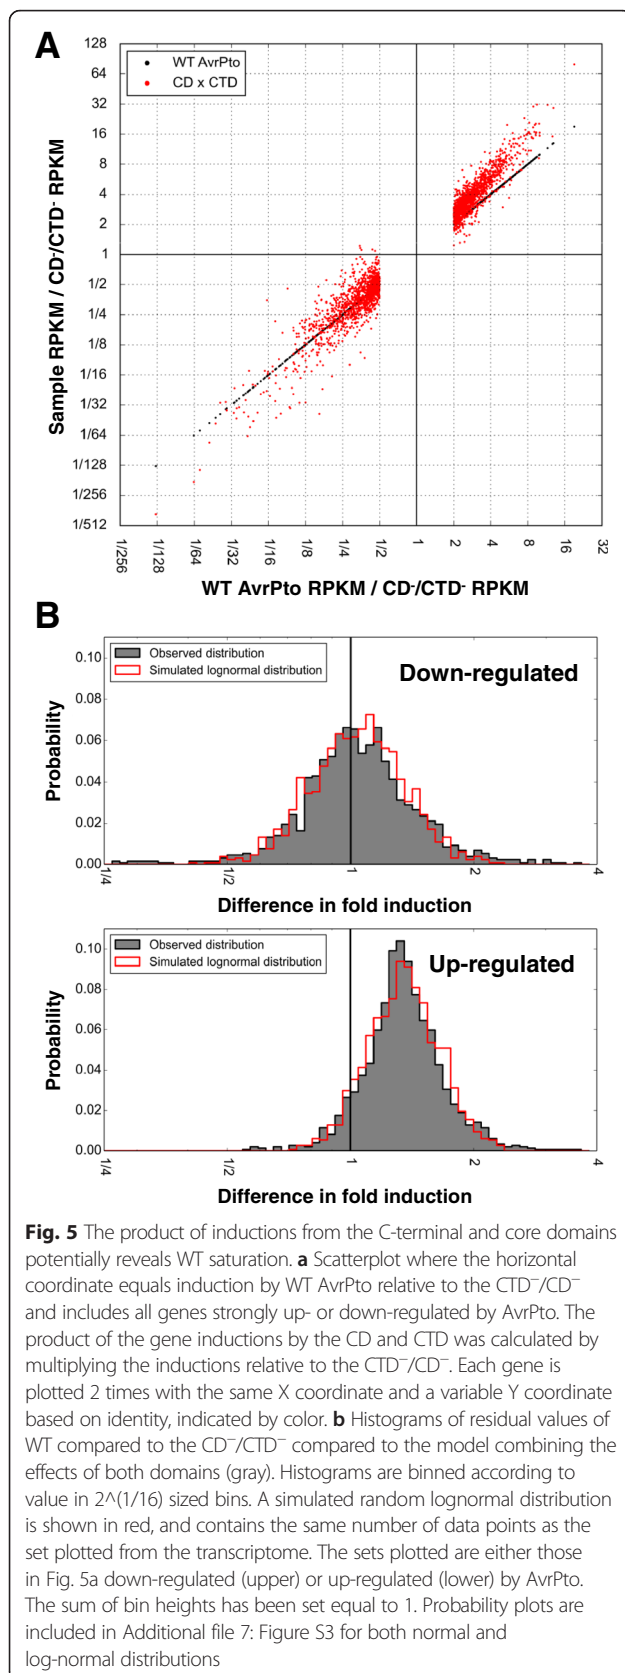 A
128
64
32
16
8
4
2
1
1/2
1/4
1/8
1/16
1/32
1/64
1/128
1/256
1/512
Sample RPKM / CD-/CTD- RPKM
WT AvrPto
CD x CTD
1/256
1/128
1/64
1/32
1/16
1/8
1/4
1/2
1
2
4
8
16
32
WT AvrPto RPKM / CD-/CTD- RPKM
B
Observed distribution
Simulated lognormal distribution
Down-regulated
Probability
0.10
0.08
0.06
0.04
0.02
0.00
1/4
1/2
1
2
4
Difference in fold induction
Observed distribution
Simulated lognormal distribution
Up-regulated
Probability
0.10
0.08
0.06
0.04
0.02
0.00
1/4
1/2
1
2
4
Difference in fold induction
Fig. 5 The product of inductions from the C-terminal and core domains
potentially reveals WT saturation. a Scatterplot where the horizontal
coordinate equals induction by WT AvrPto relative to the CTD−/CD−
and includes all genes strongly up- or down-regulated by AvrPto. The
product of the gene inductions by the CD and CTD was calculated by
multiplying the inductions relative to the CTD−/CD−. Each gene is
plotted 2 times with the same X coordinate and a variable Y coordinate
based on identity, indicated by color. b Histograms of residual values of
WT compared to the CD−/CTD− compared to the model combining the
effects of both domains (gray). Histograms are binned according to
value in 2^(1/16) sized bins. A simulated random lognormal distribution
is shown in red, and contains the same number of data points as the
set plotted from the transcriptome. The sets plotted are either those
in Fig. 5a down-regulated (upper) or up-regulated (lower) by AvrPto.
The sum of bin heights has been set equal to 1. Probability plots are
included in Additional file 7: Figure S3 for both normal and
log-normal distributions